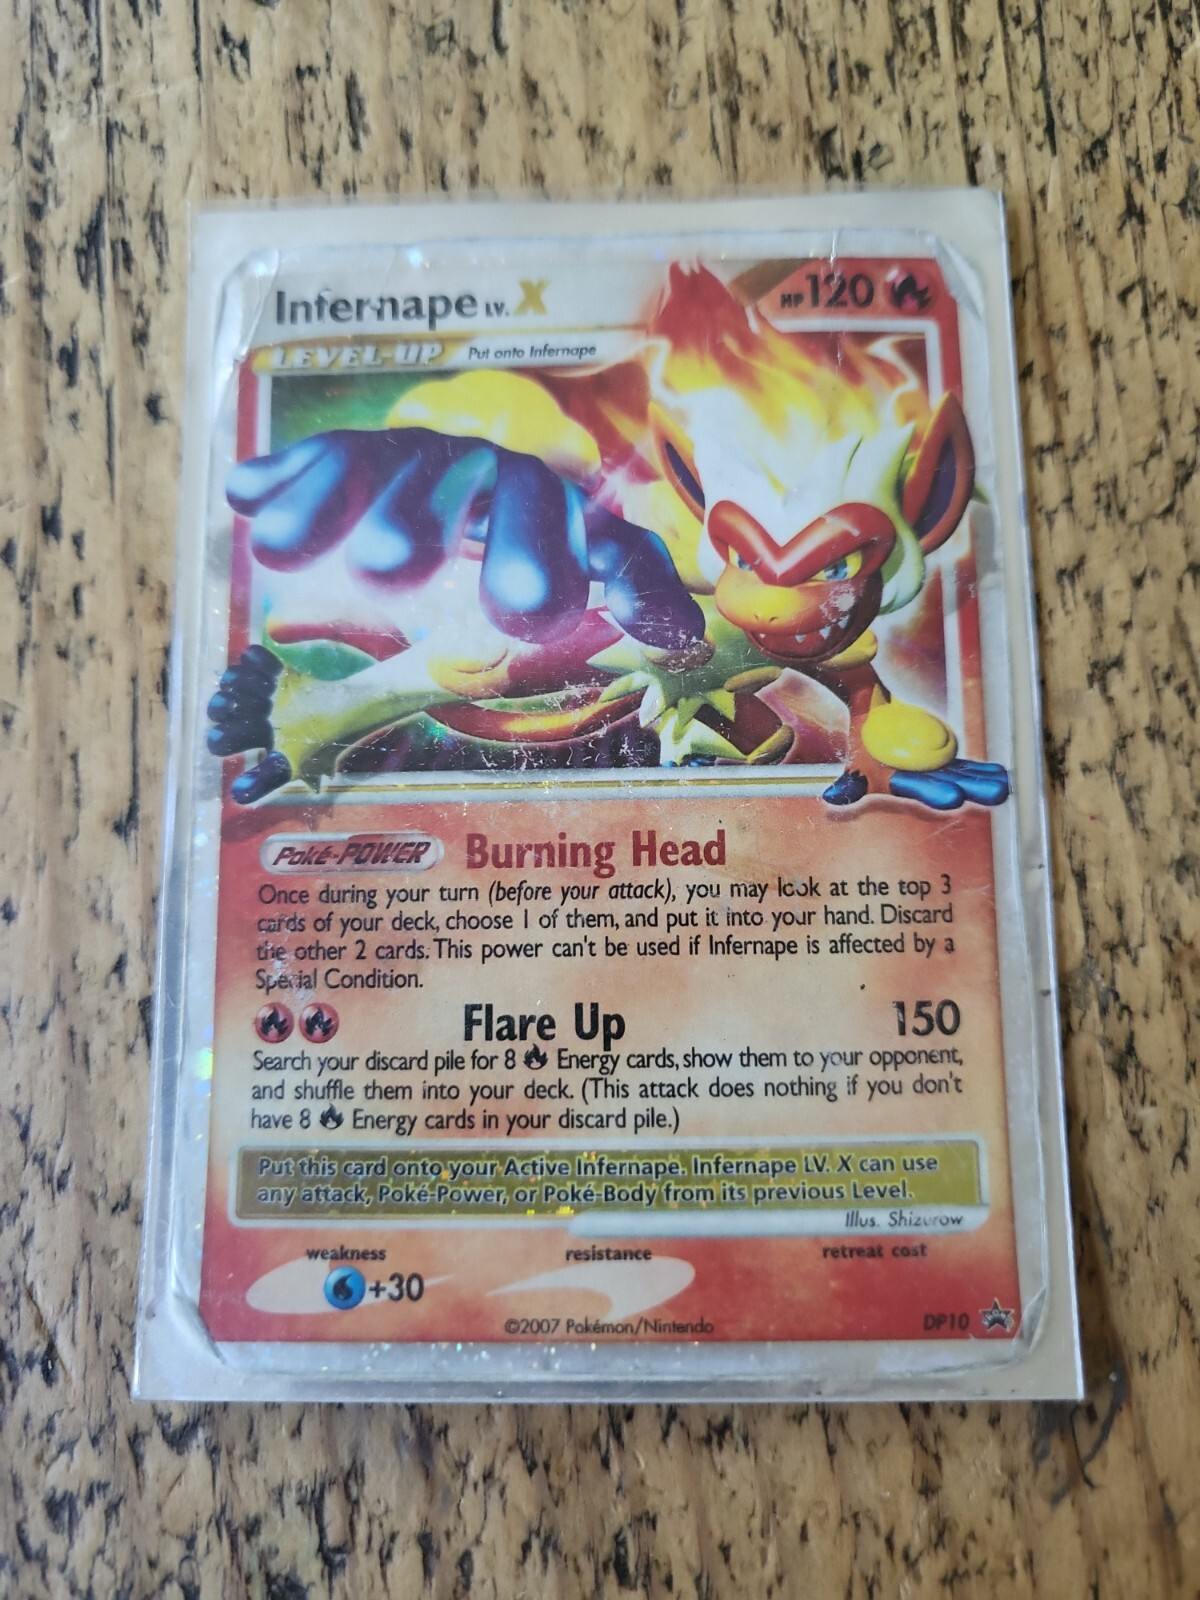 Infernape LV. X
HP 120
LEVEL-UP Put onto Infernape
Poké-POWER Burning Head
Once during your turn (before your attack), you may look at the top 3
cards of your deck, choose 1 of them, and put it into your hand. Discard
the other 2 cards. This power can't be used if Infernape is affected by a
Special Condition.
Flare Up 150
Search your discard pile for 8 Energy cards, show them to your opponent,
and shuffle them into your deck. (This attack does nothing if you don't
have 8 Energy cards in your discard pile.)
Put this card onto your Active Infernape. Infernape LV. X can use
any attack, Poké-Power, or Poké-Body from its previous Level.
Illus. Shizurow
weakness resistance retreat cost
+30
©2007 Pokémon/Nintendo DP10